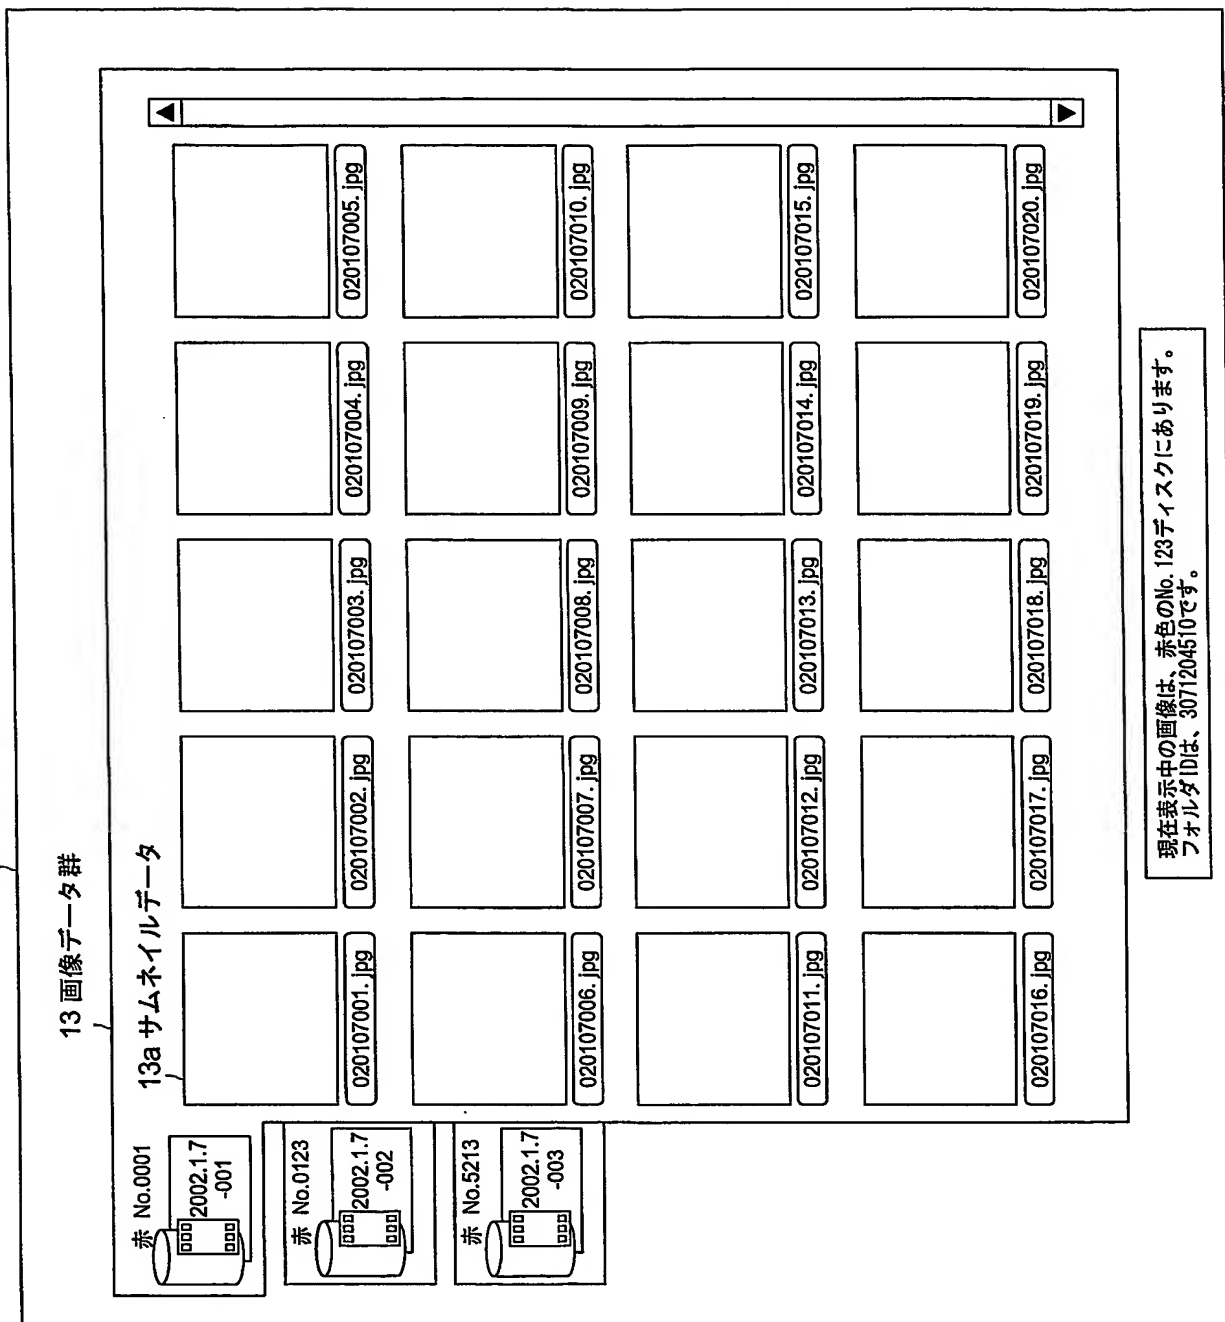 13 画像データ群
13a サムネイルデータ
赤 No.0001
2002.1.7
-001
赤 No.0123
2002.1.7
-002
赤 No.5213
2002.1.7
-003
020107001.jpg
020107002.jpg
020107003.jpg
020107004.jpg
020107005.jpg
020107006.jpg
020107007.jpg
020107008.jpg
020107009.jpg
020107010.jpg
020107011.jpg
020107012.jpg
020107013.jpg
020107014.jpg
020107015.jpg
020107016.jpg
020107017.jpg
020107018.jpg
020107019.jpg
020107020.jpg
現在表示中の画像は、赤色のNo.123ディスクにあります。
フォルダIDは、3071204510です。